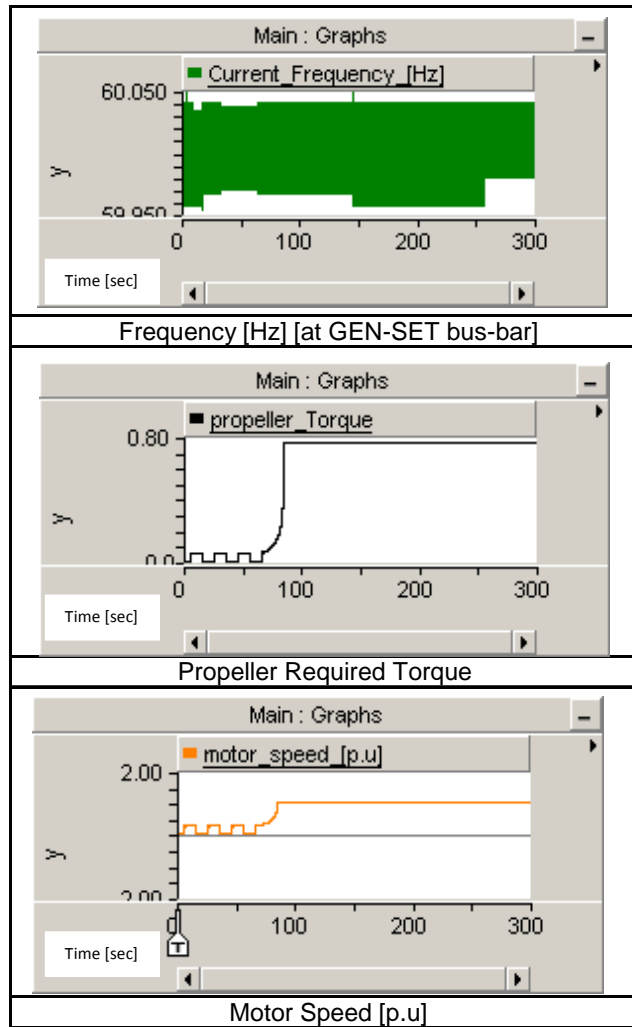 Main : Graphs
Current_Frequency_[Hz]
60.050
y
59.950
0 100 200 300
Time [sec]
Frequency [Hz] [at GEN-SET bus-bar]
Main : Graphs
propeller_Torque
0.80
y
0.0
0 100 200 300
Time [sec]
Propeller Required Torque
Main : Graphs
motor_speed_[p.u]
2.00
y
2.00
0 100 200 300
T
Time [sec]
Motor Speed [p.u]